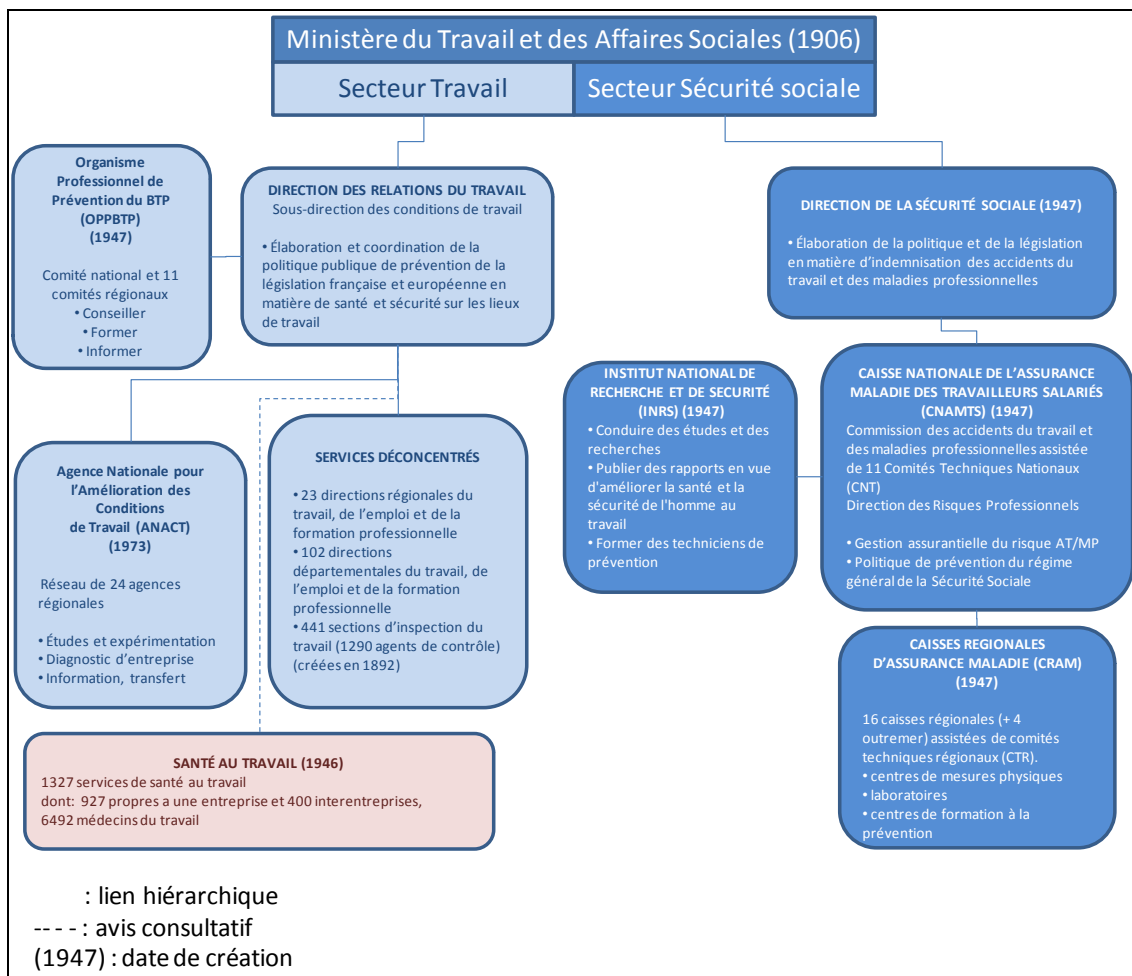 Ministère du Travail et des Affaires Sociales (1906)
Secteur Travail
Secteur Sécurité sociale
Organisme
Professionnel de
Prévention du BTP
(OPPBTP)
(1947)
Comité national et 11
comités régionaux
• Conseiller
• Former
• Informer
DIRECTION DES RELATIONS DU TRAVAIL
Sous-direction des conditions de travail
• Élaboration et coordination de la
politique publique de prévention de la
législation française et européenne en
matière de santé et sécurité sur les lieux
de travail
DIRECTION DE LA SÉCURITÉ SOCIALE (1947)
• Élaboration de la politique et de la législation
en matière d'indemnisation des accidents du
travail et des maladies professionnelles
Agence Nationale pour
l'Amélioration des
Conditions
de Travail (ANACT)
(1973)
Réseau de 24 agences
régionales
• Études et expérimentation
• Diagnostic d'entreprise
• Information, transfert
SERVICES DÉCONCENTRÉS
• 23 directions régionales du
travail, de l'emploi et de la
formation professionnelle
• 102 directions
départementales du travail, de
l'emploi et de la formation
professionnelle
• 441 sections d'inspection du
travail (1290 agents de contrôle)
(créées en 1892)
INSTITUT NATIONAL DE
RECHERCHE ET DE SECURITÉ
(INRS) (1947)
• Conduire des études et des
recherches
• Publier des rapports en vue
d'améliorer la santé et la
sécurité de l'homme au
travail
• Former des techniciens de
prévention
CAISSE NATIONALE DE L'ASSURANCE
MALADIE DES TRAVAILLEURS SALARIÉS
(CNAMTS) (1947)
Commission des accidents du travail et
des maladies professionnelles assistée
de 11 Comités Techniques Nationaux
(CNT)
Direction des Risques Professionnels
• Gestion assurantielle du risque AT/MP
• Politique de prévention du régime
général de la Sécurité Sociale
CAISSES REGIONALES
D'ASSURANCE MALADIE (CRAM)
(1947)
16 caisses régionales (+ 4
outremer) assistées de comités
techniques régionaux (CTR).
• centres de mesures physiques
• laboratoires
• centres de formation à la
prévention
SANTÉ AU TRAVAIL (1946)
1327 services de santé au travail
dont: 927 propres a une entreprise et 400 interentreprises,
6492 médecins du travail
: lien hiérarchique
---- : avis consultatif
(1947) : date de création